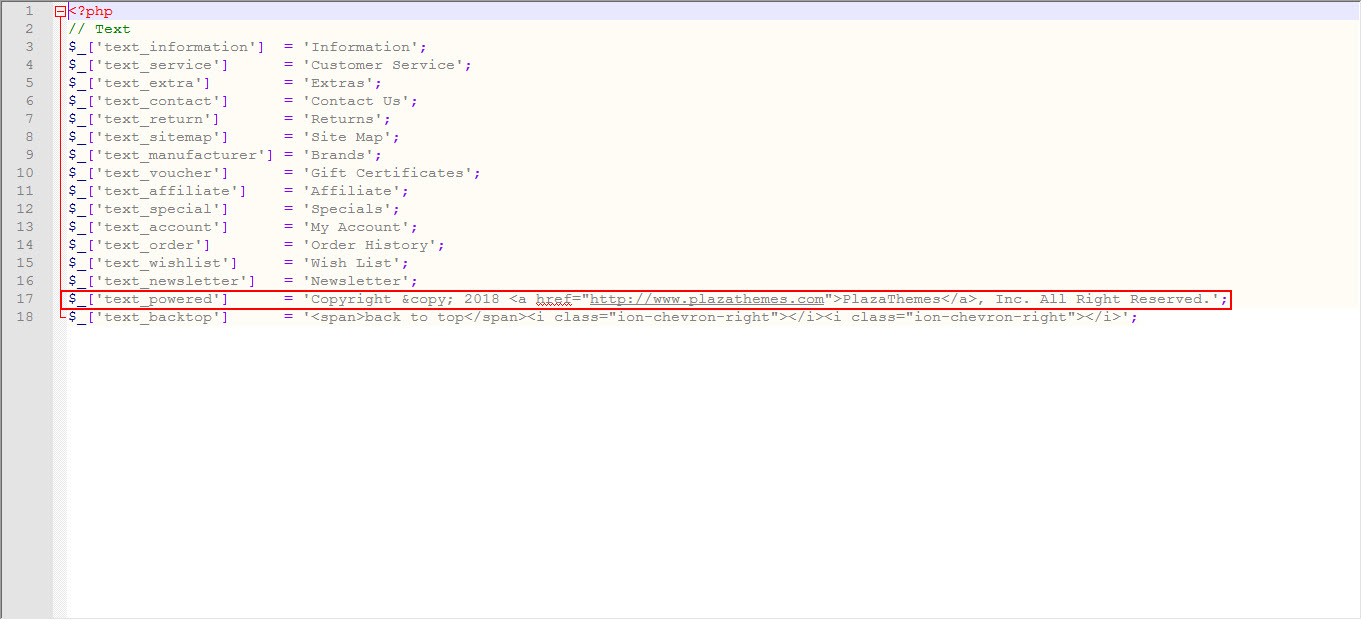 1 <?php
2 // Text
3 $_['text_information']  = 'Information';
4 $_['text_service']      = 'Customer Service';
5 $_['text_extra']        = 'Extras';
6 $_['text_contact']      = 'Contact Us';
7 $_['text_return']       = 'Returns';
8 $_['text_sitemap']      = 'Site Map';
9 $_['text_manufacturer'] = 'Brands';
10 $_['text_voucher']      = 'Gift Certificates';
11 $_['text_affiliate']    = 'Affiliate';
12 $_['text_special']      = 'Specials';
13 $_['text_account']      = 'My Account';
14 $_['text_order']        = 'Order History';
15 $_['text_wishlist']     = 'Wish List';
16 $_['text_newsletter']   = 'Newsletter';
17 $_['text_powered']      = 'Copyright &copy; 2018 <a href="http://www.plazathemes.com">PlazaThemes</a>, Inc. All Right Reserved.';
18 $_['text_backtop']      = '<span>back to top</span><i class="ion-chevron-right"></i><i class="ion-chevron-right"></i>';